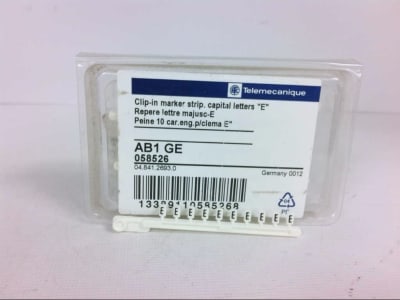 Telemecanique
Clip-in marker strip. capital letters "E"
Repere lettre majusc-E
Peine 10 car.eng.p/clema E"
AB1 GE
058526
04.841.2693.0
Germany 0012
04
E E E E E E E E E E